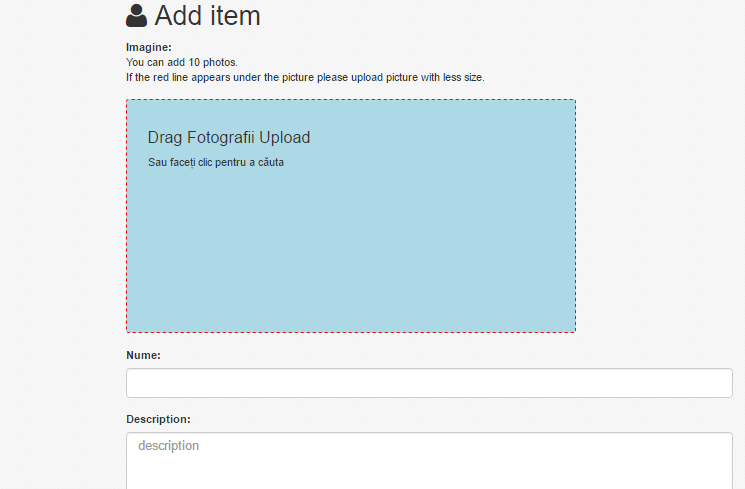 Add item
Imagine:
You can add 10 photos.
If the red line appears under the picture please upload picture with less size.
Drag Fotografii Upload
Sau faceți clic pentru a căuta
Nume:
Description:
description